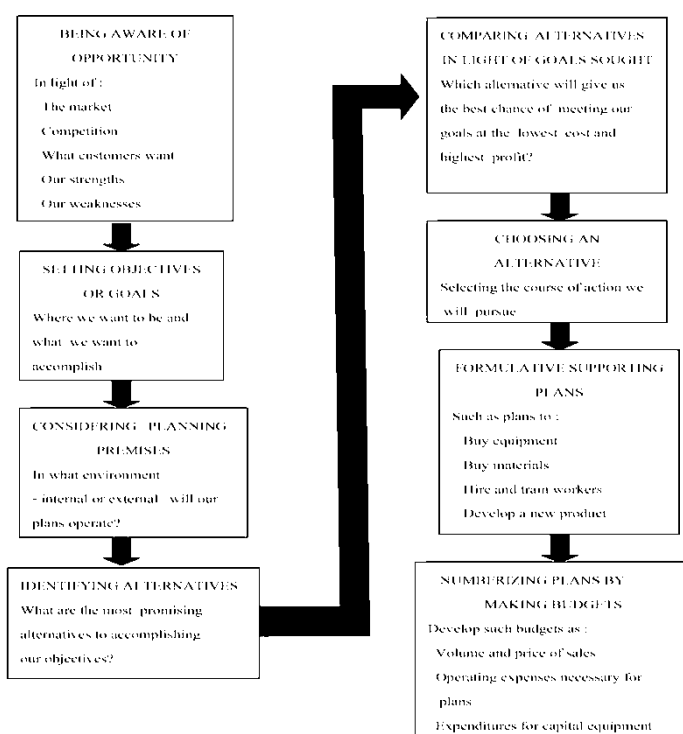 BEING AWARE OF
OPPORTUNITY
In light of :
The market
Competition
What customers want
Our strengths
Our weaknesses
SETTING OBJECTIVES
OR GOALS
Where we want to be and
what we want to
accomplish
CONSIDERING PLANNING
PREMISES
In what environment
- internal or external will our
plans operate?
IDENTIFYING ALTERNATIVES
What are the most promising
alternatives to accomplishing
our objectives?
COMPARING ALTERNATIVES
IN LIGHT OF GOALS SOUGHT
Which alternative will give us
the best chance of meeting our
goals at the lowest cost and
highest profit?
CHOOSING AN
ALTERNATIVE
Selecting the course of action we
will pursue
FORMULATIVE SUPPORTING
PLANS
Such as plans to :
Buy equipment
Buy materials
Hire and train workers
Develop a new product
NUMBERIZING PLANS BY
MAKING BUDGETS
Develop such budgets as :
Volume and price of sales
Operating expenses necessary for
plans
Expenditures for capital equipment